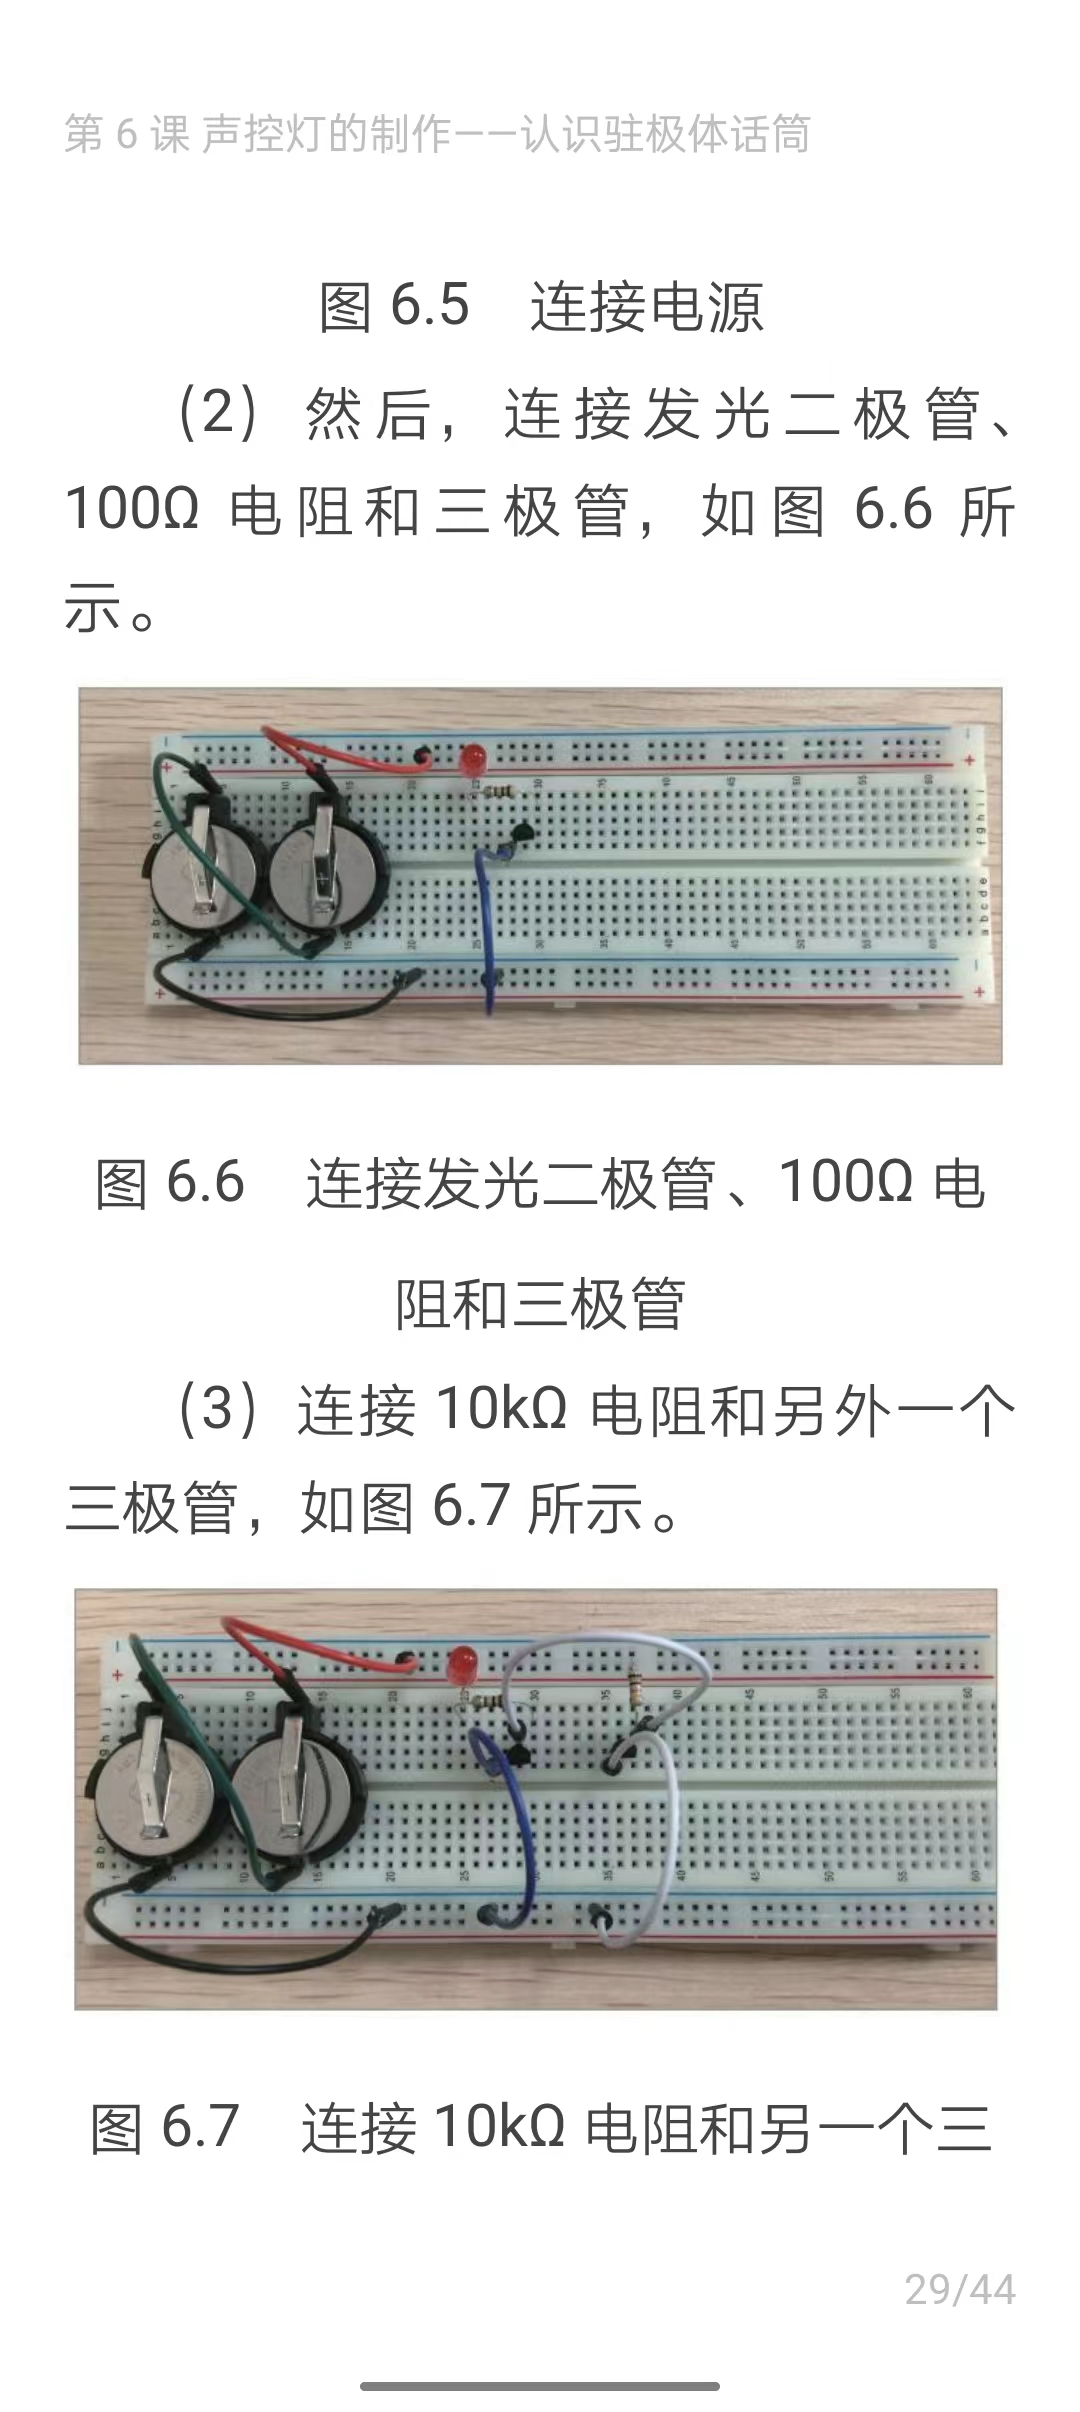 第 6 课 声控灯的制作——认识驻极体话筒
图 6.5　连接电源
（2）然后，连接发光二极管、
100Ω 电阻和三极管，如图 6.6 所
示。
图 6.6　连接发光二极管、100Ω 电
阻和三极管
（3）连接 10kΩ 电阻和另外一个
三极管，如图 6.7 所示。
图 6.7　连接 10kΩ 电阻和另一个三
29/44